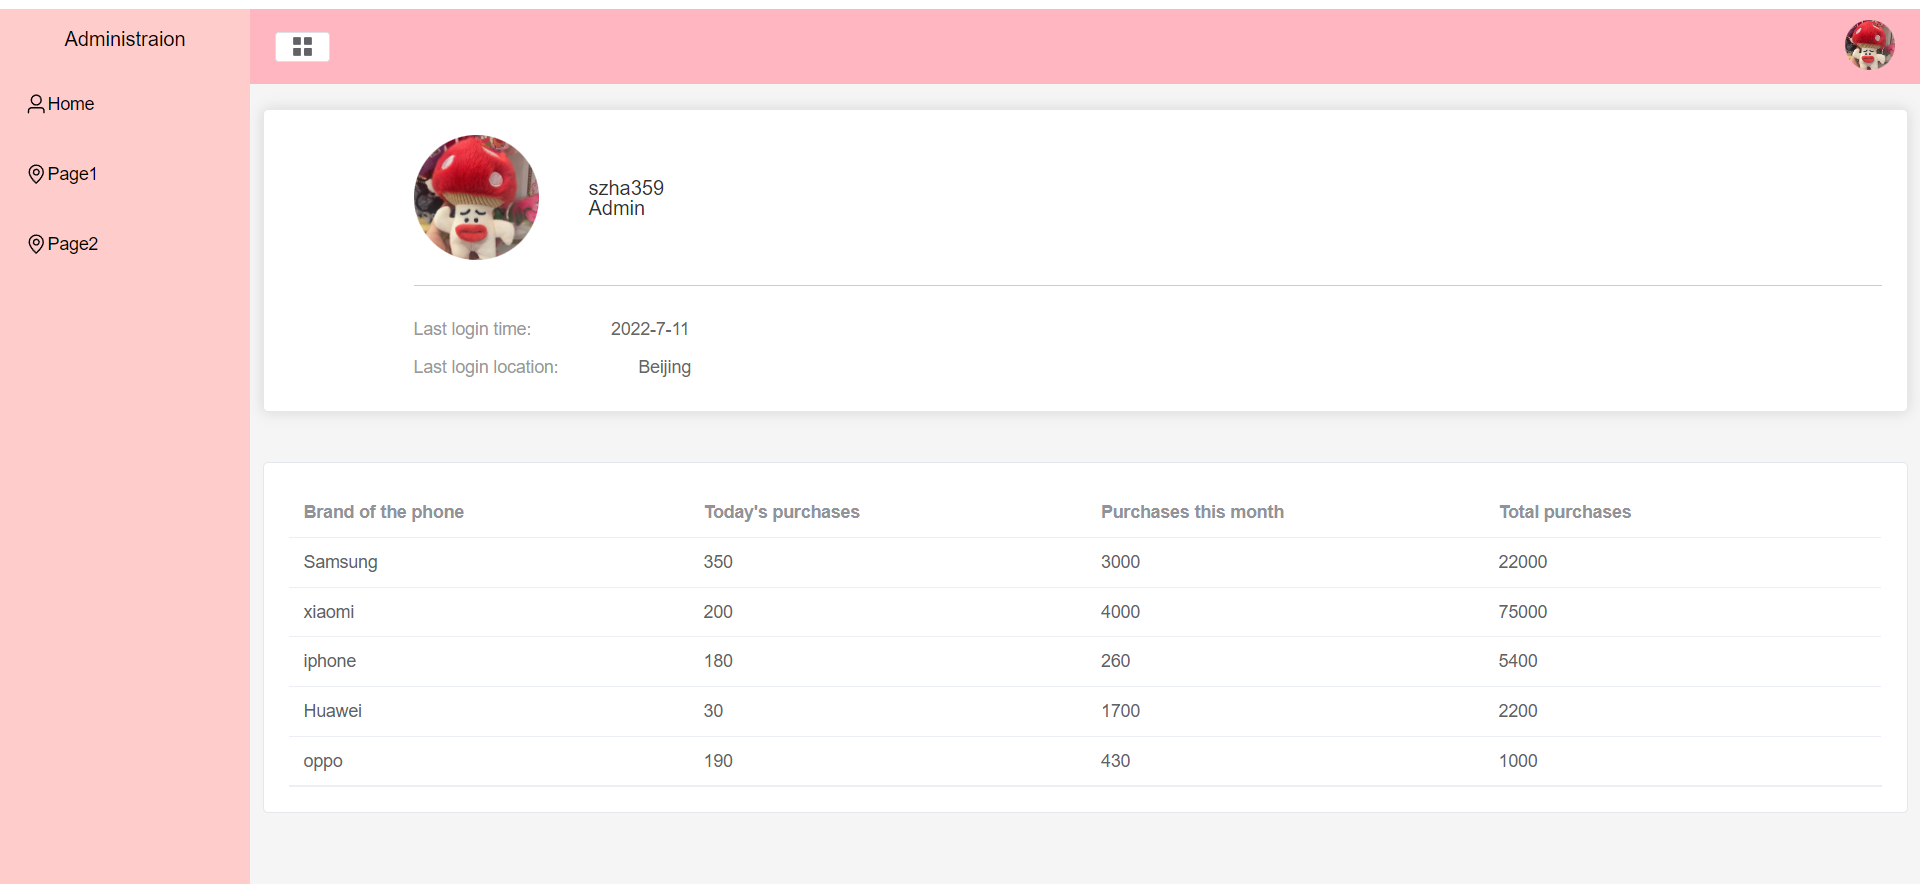 Administraion
Home
Page1
Page2
szha359
Admin
Last login time: 2022-7-11
Last login location: Beijing
Brand of the phone Today's purchases Purchases this month Total purchases
Samsung 350 3000 22000
xiaomi 200 4000 75000
iphone 180 260 5400
Huawei 30 1700 2200
oppo 190 430 1000